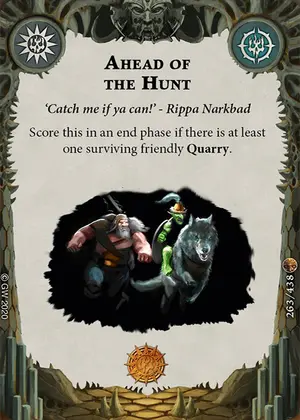 AHEAD OF
THE HUNT
‘Catch me if ya can!’ - Rippa Narkbad
Score this in an end phase if there is at least
one surviving friendly Quarry.
© GW 2020
263/438